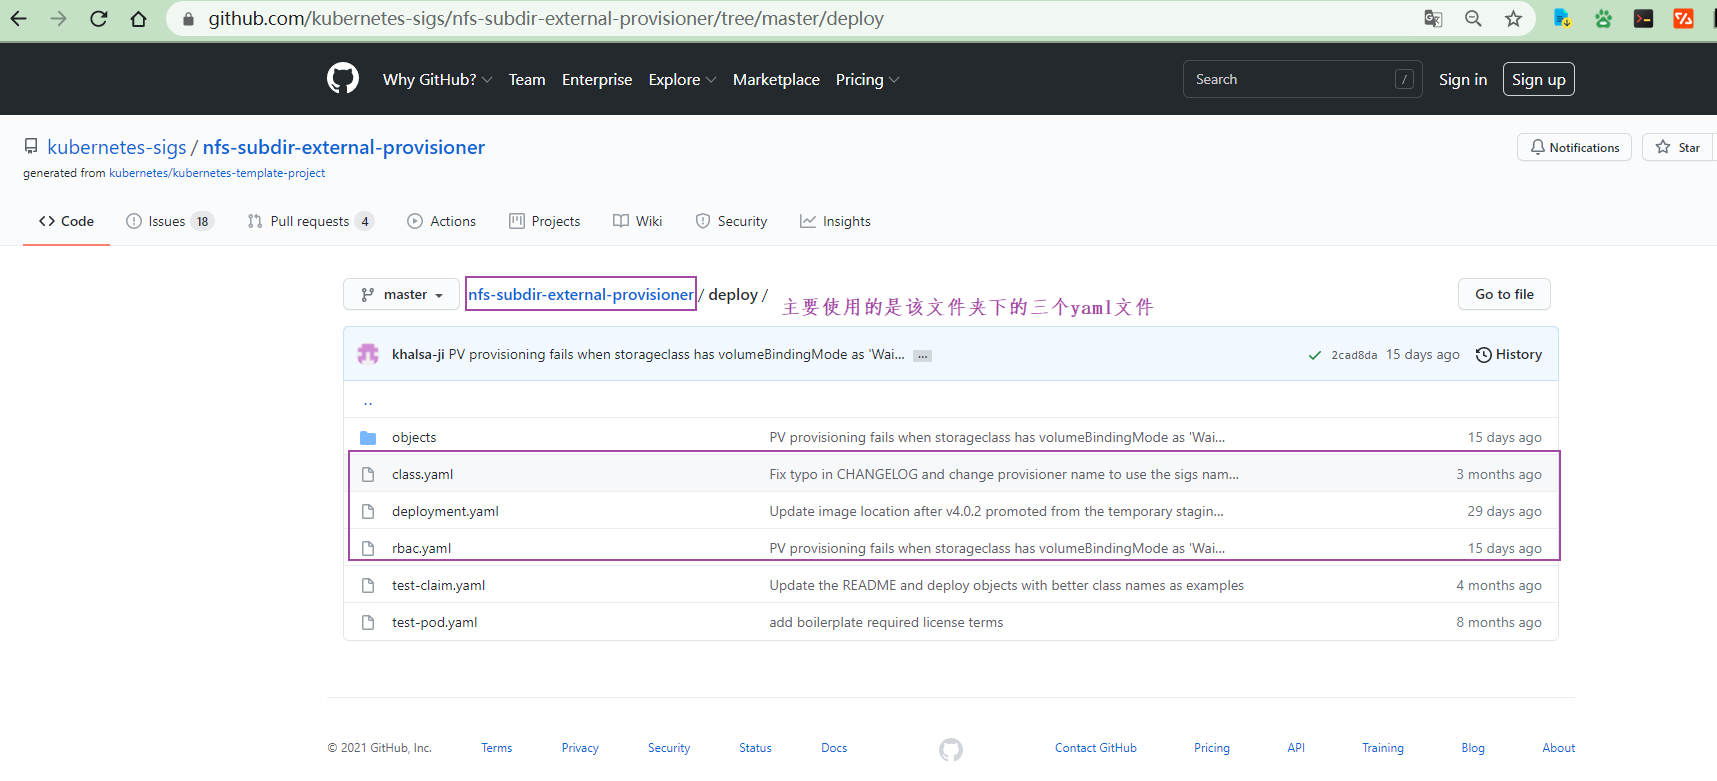 github.com/kubernetes-sigs/nfs-subdir-external-provisioner/tree/master/deploy
Why GitHub? Team Enterprise Explore Marketplace Pricing Search / Sign in Sign up
kubernetes-sigs / nfs-subdir-external-provisioner Notifications Star
generated from kubernetes/kubernetes-template-project
Code Issues 18 Pull requests 4 Actions Projects Wiki Security Insights
master nfs-subdir-external-provisioner / deploy / Go to file
主要使用的是该文件夹下的三个yaml文件
khalsa-ji PV provisioning fails when storageclass has volumeBindingMode as 'Wai... ... 2cad8da 15 days ago History
..
objects PV provisioning fails when storageclass has volumeBindingMode as 'Wai... 15 days ago
class.yaml Fix typo in CHANGELOG and change provisioner name to use the sigs nam... 3 months ago
deployment.yaml Update image location after v4.0.2 promoted from the temporary stagin... 29 days ago
rbac.yaml PV provisioning fails when storageclass has volumeBindingMode as 'Wai... 15 days ago
test-claim.yaml Update the README and deploy objects with better class names as examples 4 months ago
test-pod.yaml add boilerplate required license terms 8 months ago
© 2021 GitHub, Inc. Terms Privacy Security Status Docs Contact GitHub Pricing API Training Blog About